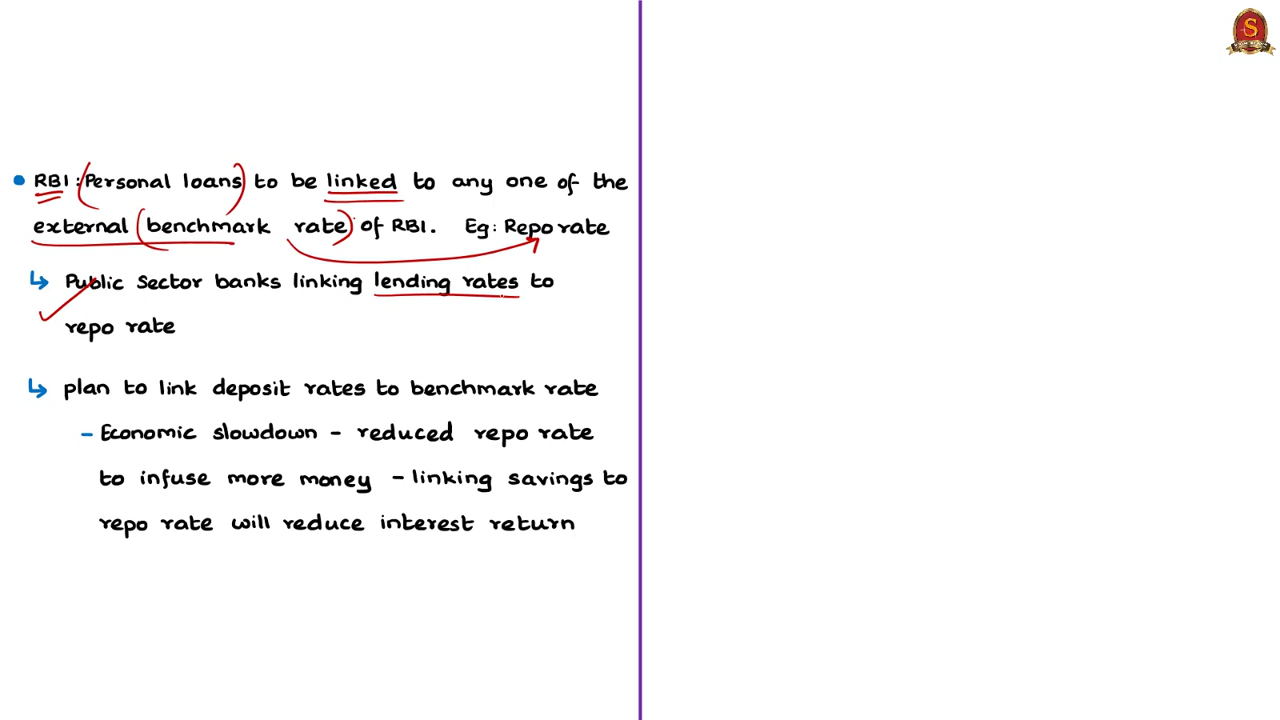 • RBI: Personal loans to be linked to any one of the
external benchmark rate of RBI. Eg: Repo rate
↳ Public Sector banks linking lending rates to
repo rate
↳ plan to link deposit rates to benchmark rate
- Economic slowdown - reduced repo rate
to infuse more money - linking savings to
repo rate will reduce interest return
S